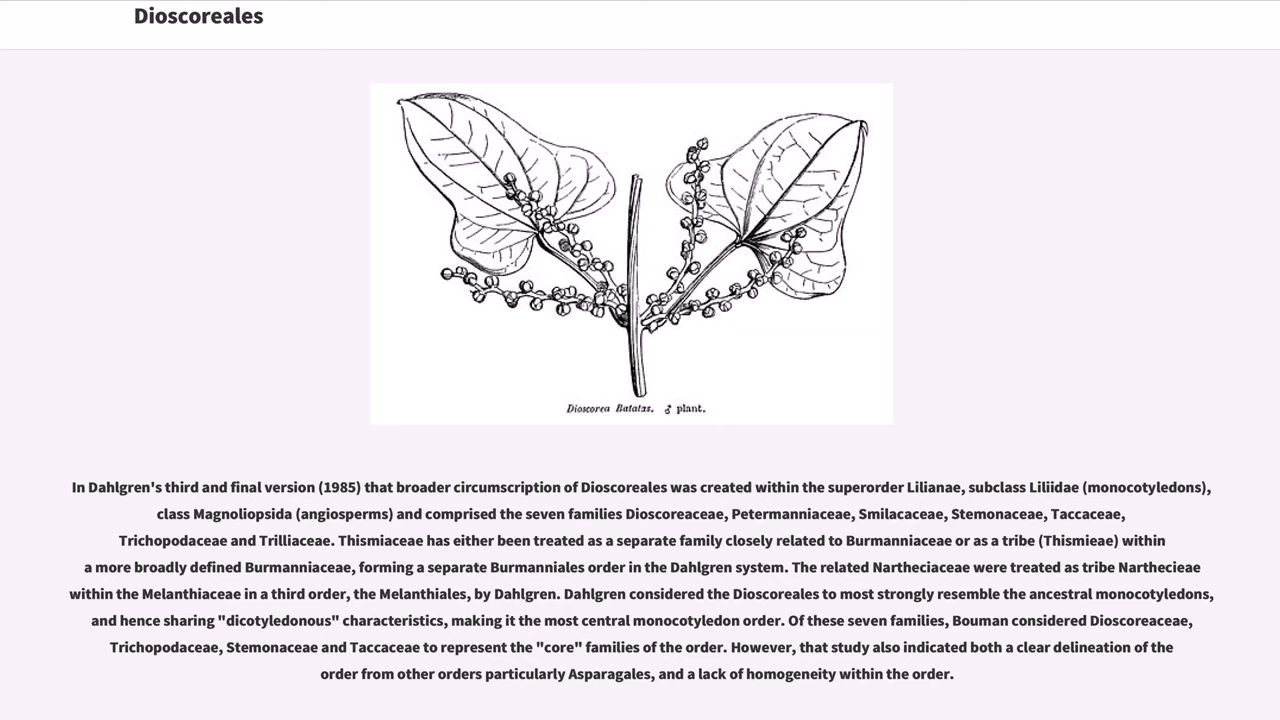 Dioscoreales
Dioscorea Batatas. ♂ plant.
In Dahlgren's third and final version (1985) that broader circumscription of Dioscoreales was created within the superorder Lilianae, subclass Liliidae (monocotyledons),
class Magnoliopsida (angiosperms) and comprised the seven families Dioscoreaceae, Petermanniaceae, Smilacaceae, Stemonaceae, Taccaceae,
Trichopodaceae and Trilliaceae. Thismiaceae has either been treated as a separate family closely related to Burmanniaceae or as a tribe (Thismieae) within
a more broadly defined Burmanniaceae, forming a separate Burmanniales order in the Dahlgren system. The related Nartheciaceae were treated as tribe Narthecieae
within the Melanthiaceae in a third order, the Melanthiales, by Dahlgren. Dahlgren considered the Dioscoreales to most strongly resemble the ancestral monocotyledons,
and hence sharing "dicotyledonous" characteristics, making it the most central monocotyledon order. Of these seven families, Bouman considered Dioscoreaceae,
Trichopodaceae, Stemonaceae and Taccaceae to represent the "core" families of the order. However, that study also indicated both a clear delineation of the
order from other orders particularly Asparagales, and a lack of homogeneity within the order.